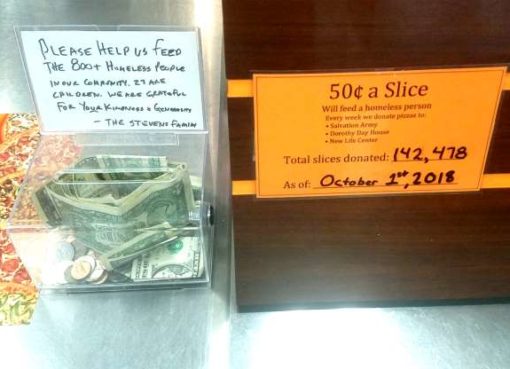 PLEASE HELP US FEED
THE 800+ HOMELESS PEOPLE
IN OUR COMMUNITY. 27 ARE
CHILDREN. WE ARE GRATEFUL
FOR YOUR KINDNESS & GENEROSITY
- THE STEVENS FAMILY
50¢ a Slice
Will feed a homeless person
Every week we donate pizzas to:
• Salvation Army
• Dorothy Day House
• New Life Center
Total slices donated: 142,478
As of: October 1st, 2018